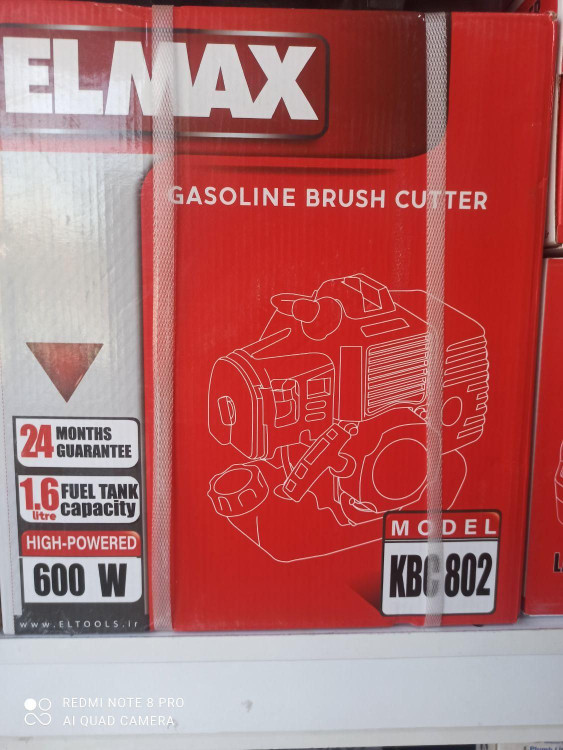 ELMAX
GASOLINE BRUSH CUTTER
24 MONTHS
GUARANTEE
1.6 FUEL TANK
litre capacity
HIGH-POWERED
600 W
MODEL
KBC 802
www.ELTOOLS.ir
REDMI NOTE 8 PRO
AI QUAD CAMERA